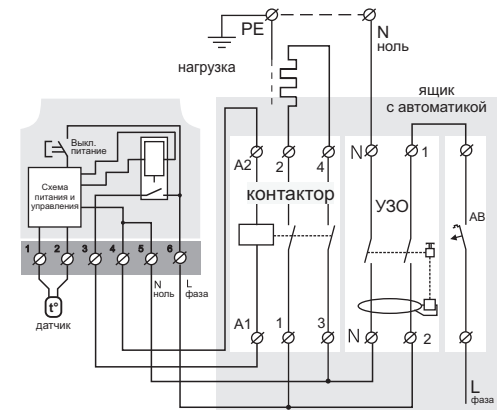 PE
N
ноль
нагрузка
ящик
с автоматикой
Выкл.
питание
Схема
питания и
управления
A2
2
4
N
1
контактор
УЗО
АВ
1
2
3
4
5
6
N
ноль
L
фаза
t°
датчик
A1
1
3
N
2
L
фаза